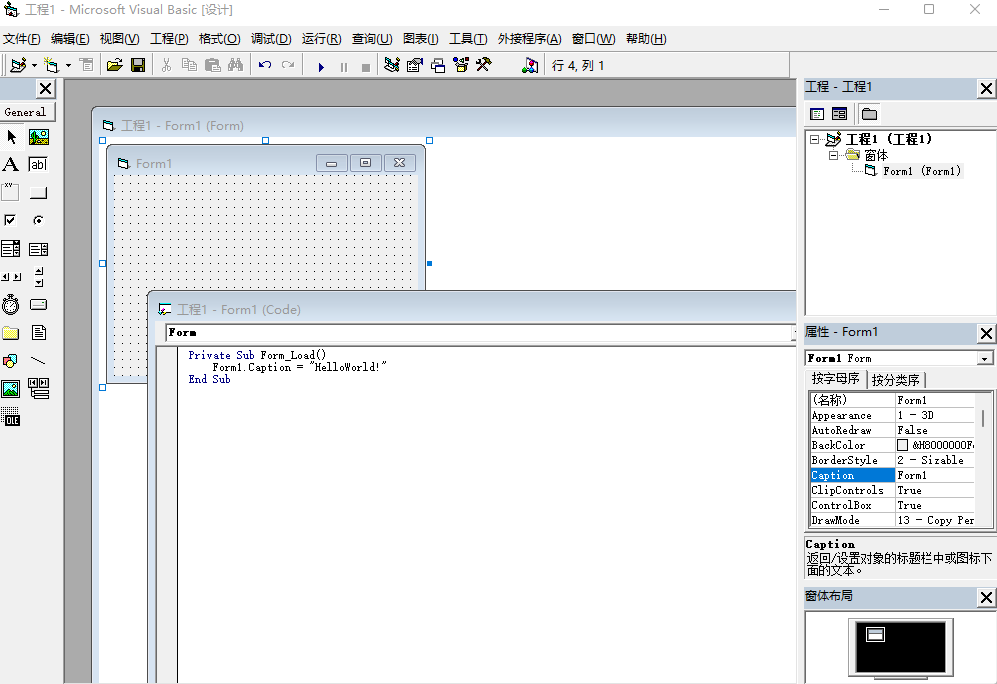 工程1 - Microsoft Visual Basic [设计]
文件(F) 编辑(E) 视图(V) 工程(P) 格式(O) 调试(D) 运行(R) 查询(U) 图表(I) 工具(T) 外接程序(A) 窗口(W) 帮助(H)
行 4, 列 1
General
A
ab
XY
OLE
工程1 - Form1 (Form)
Form1
工程1 - Form1 (Code)
Form
Private Sub Form_Load()
Form1.Caption = "HelloWorld!"
End Sub
工程 - 工程1
工程1 (工程1)
窗体
Form1 (Form1)
属性 - Form1
Form1 Form
按字母序 按分类序
(名称) Form1
Appearance 1 - 3D
AutoRedraw False
BackColor &H8000000F&
BorderStyle 2 - Sizable
Caption Form1
ClipControls True
ControlBox True
DrawMode 13 - Copy Per
Caption
返回/设置对象的标题栏中或图标下
面的文本。
窗体布局